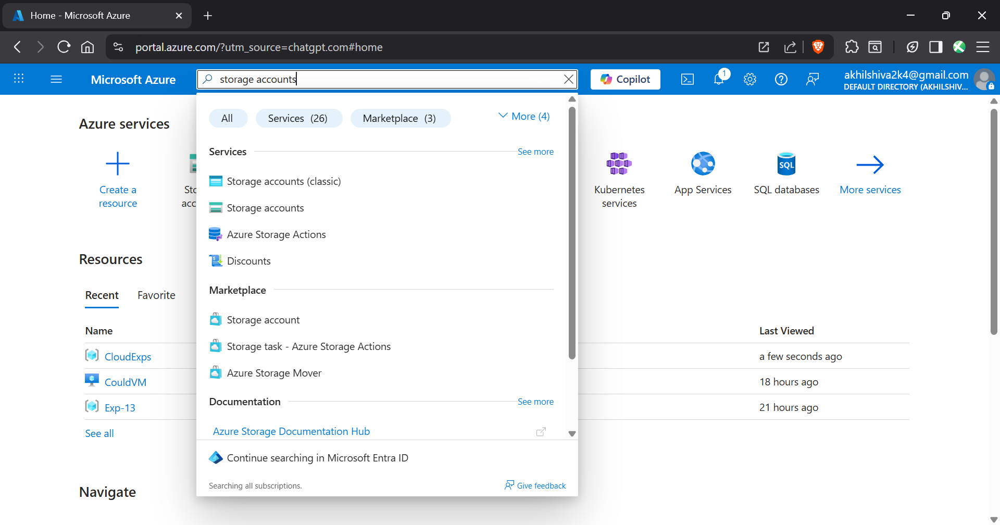 Home - Microsoft Azure
portal.azure.com/?utm_source=chatgpt.com#home
Microsoft Azure
storage accounts
Copilot
1
akhilshiva2k4@gmail.com
DEFAULT DIRECTORY (AKHILSHIV...
All
Services (26)
Marketplace (3)
More (4)
Services
See more
Storage accounts (classic)
Storage accounts
Azure Storage Actions
Discounts
Marketplace
Storage account
Storage task - Azure Storage Actions
Azure Storage Mover
Documentation
See more
Azure Storage Documentation Hub
Continue searching in Microsoft Entra ID
Searching all subscriptions.
Give feedback
Azure services
Create a
resource
Kubernetes
services
App Services
SQL
SQL databases
More services
Resources
Recent
Favorite
Name
Last Viewed
CloudExps
a few seconds ago
CouldVM
18 hours ago
Exp-13
21 hours ago
See all
Navigate